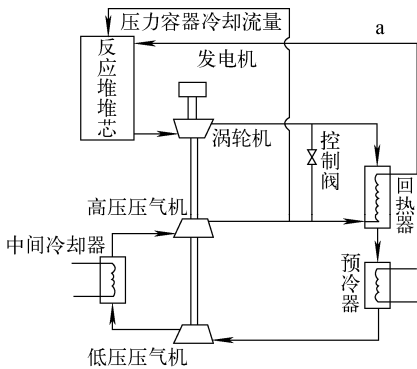 压力容器冷却流量
a
反应堆堆芯
发电机
涡轮机
控制阀
回热器
高压压气机
中间冷却器
预冷器
低压压气机